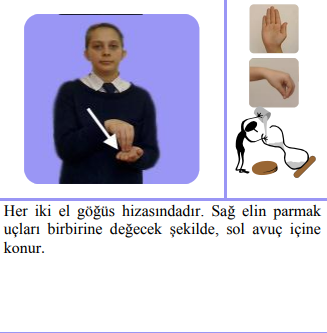 Her iki el göğüs hizasındadır. Sağ elin parmak
uçları birbirine değecek şekilde, sol avuç içine
konur.